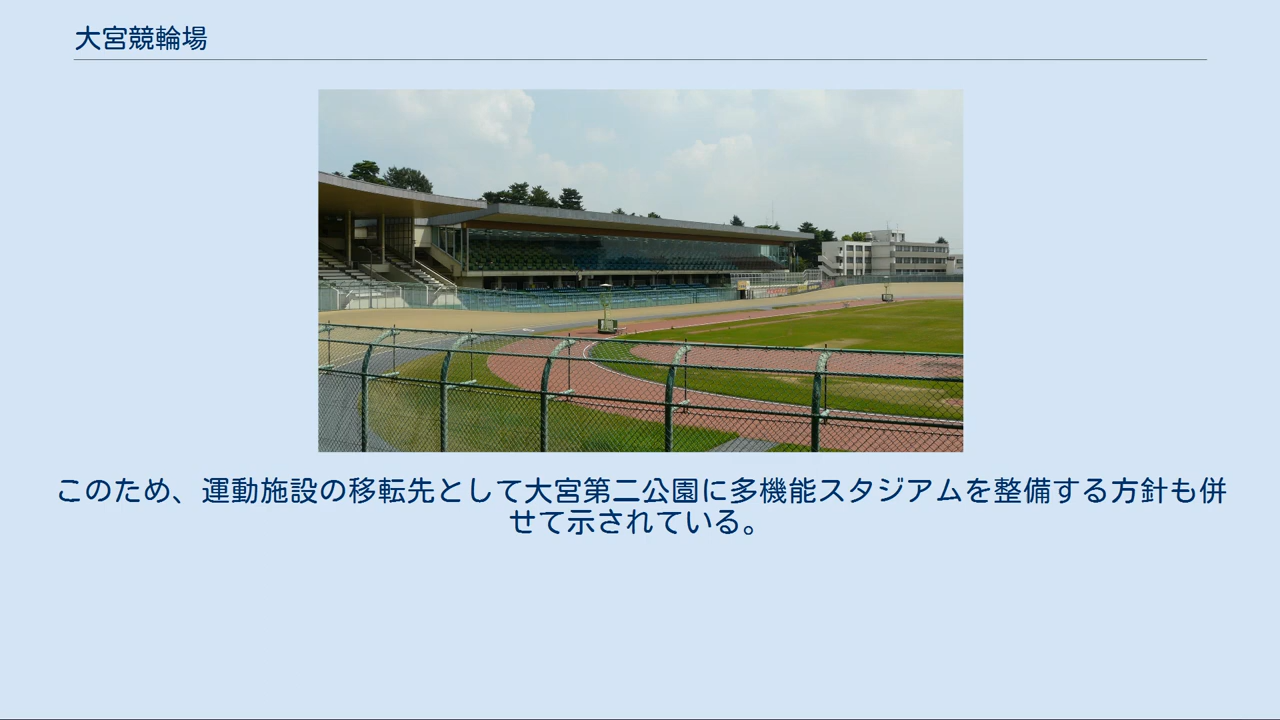 大宮競輪場
このため、運動施設の移転先として大宮第二公園に多機能スタジアムを整備する方針も併
せて示されている。